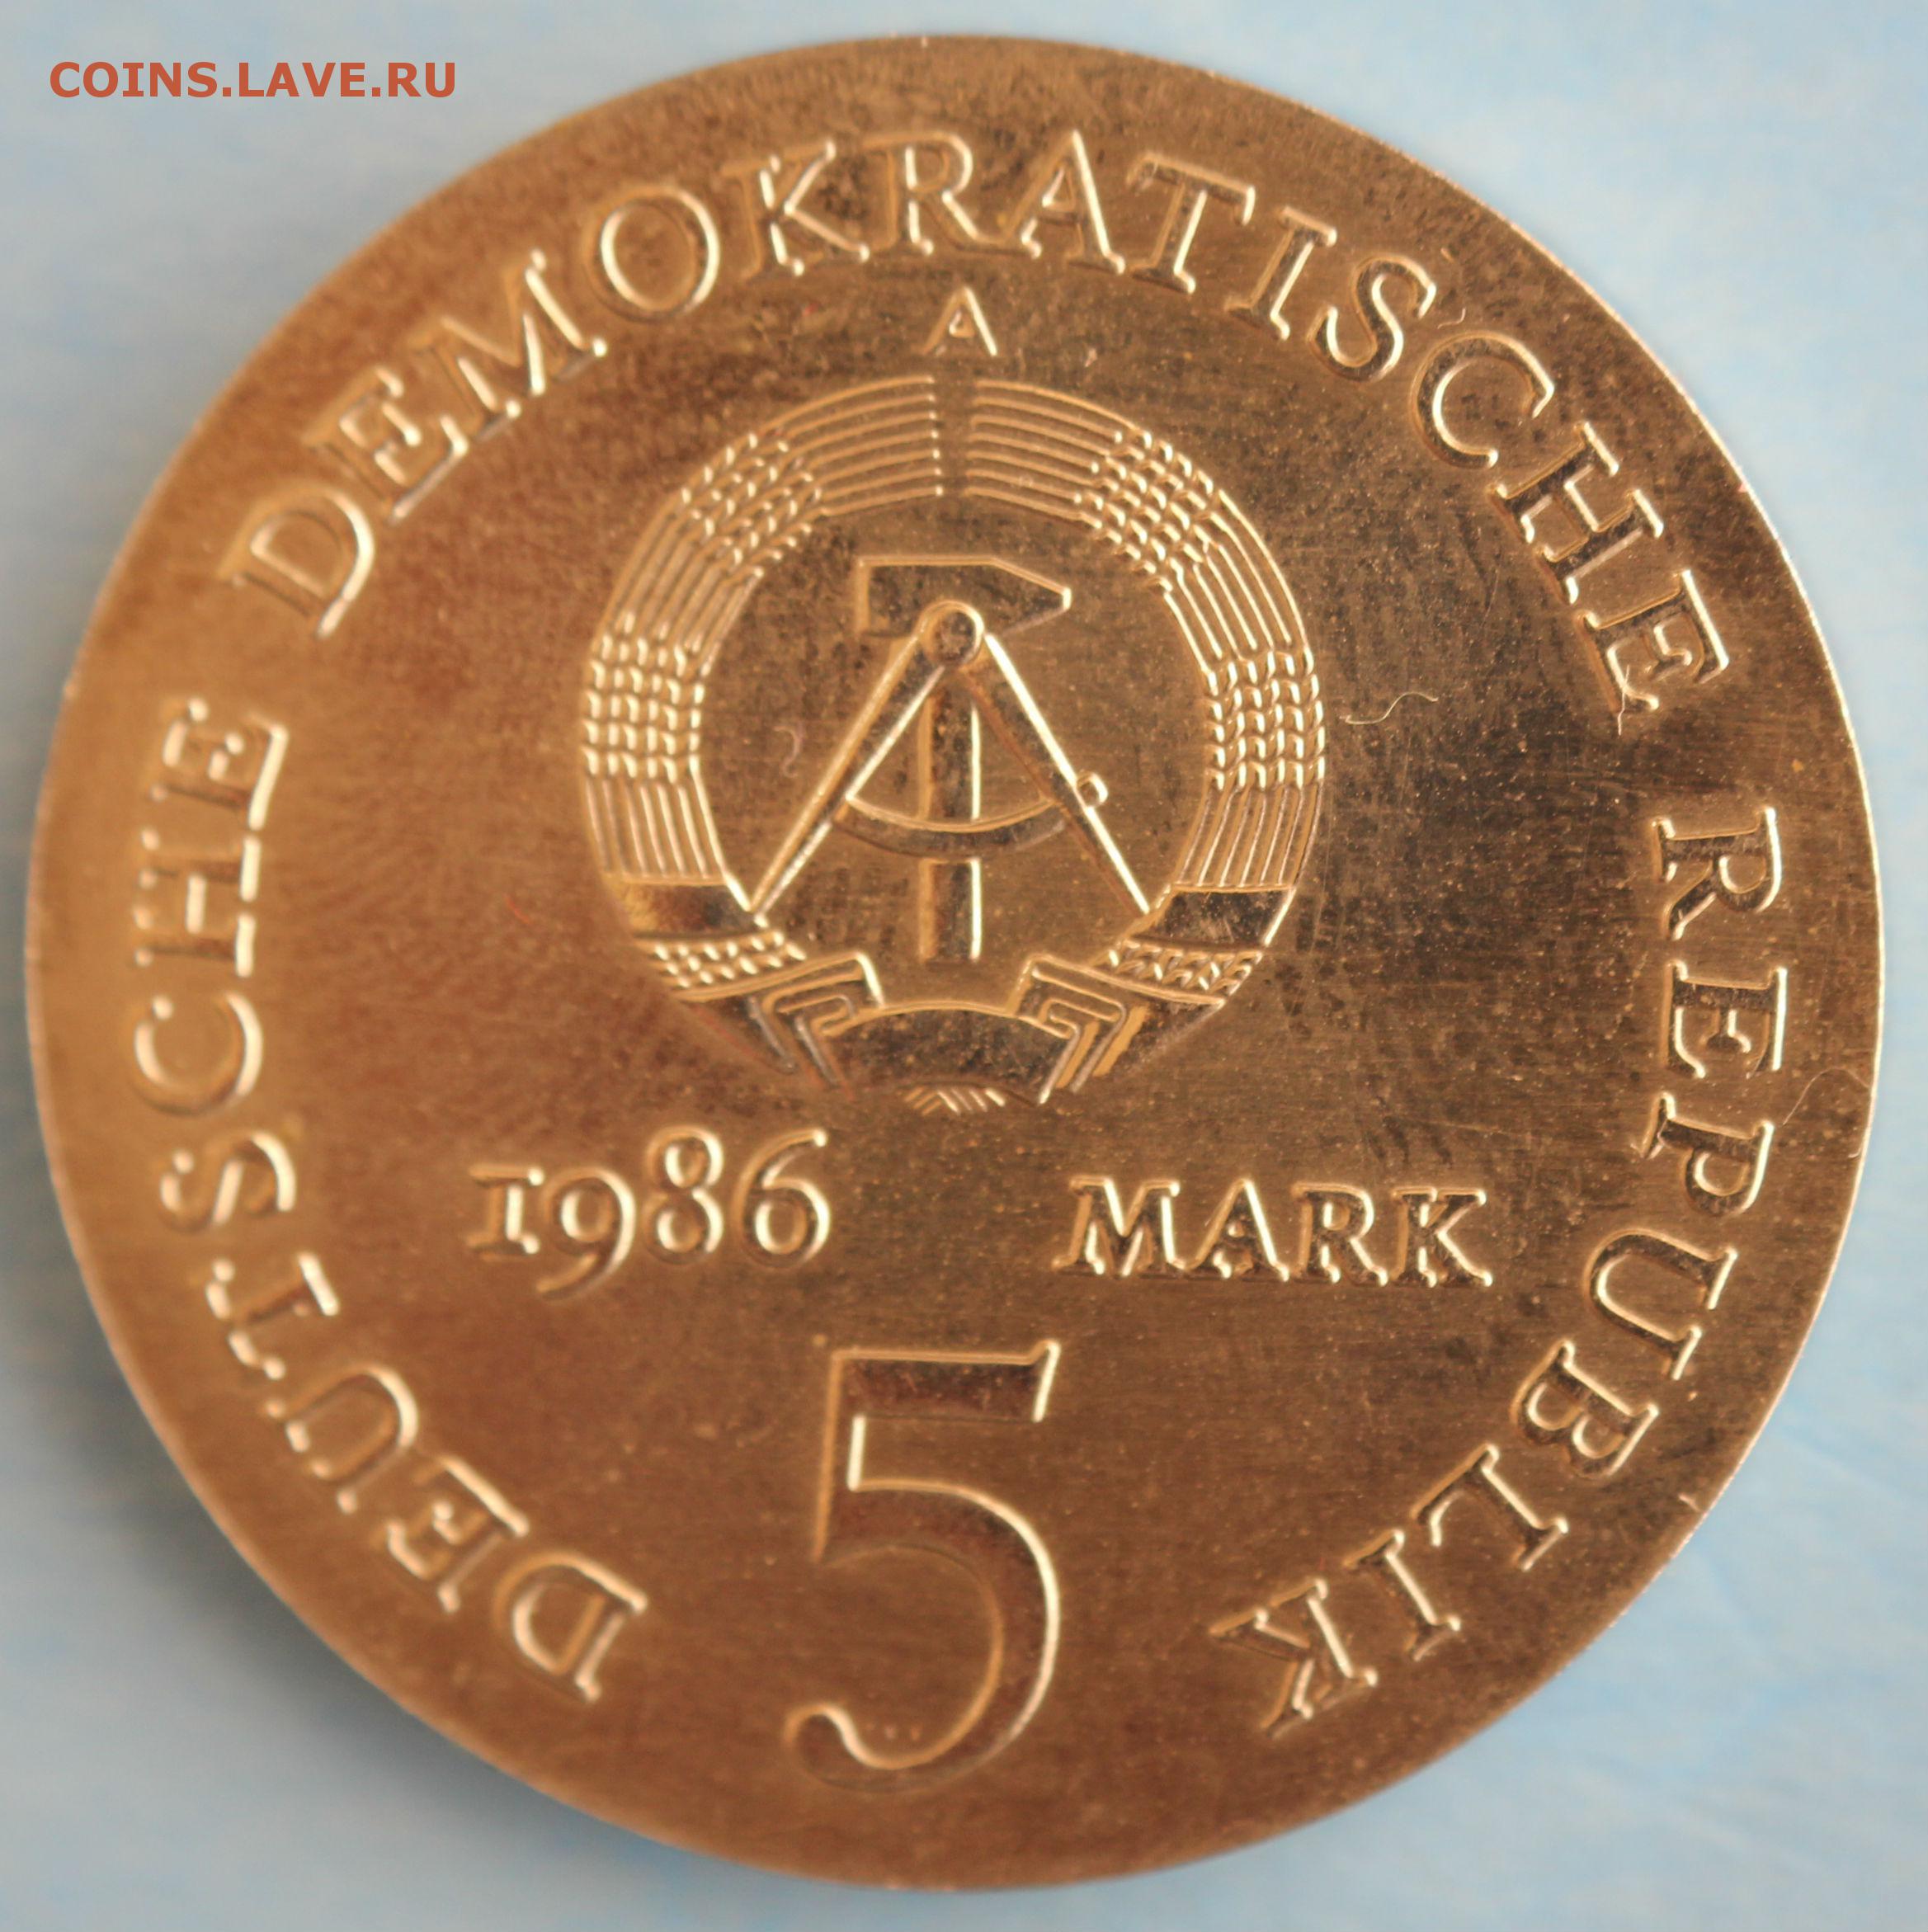 COINS.LAVE.RU
DEUTSCHE DEMOKRATISCHE REPUBLIK
A
1986 MARK
5